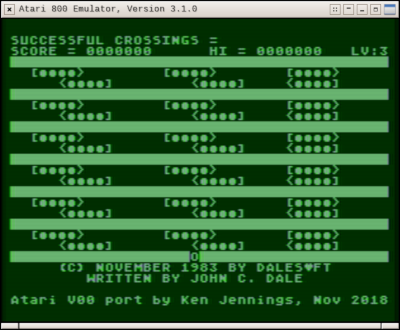 Atari 800 Emulator, Version 3.1.0
SUCCESSFUL CROSSINGS =
SCORE = 0000000 HI = 0000000 LV:3
[●●●●> [●●●●> [●●●●>
<●●●●] <●●●●] <●●●●]
[●●●●> [●●●●> [●●●●>
<●●●●] <●●●●] <●●●●]
[●●●●> [●●●●> [●●●●>
<●●●●] <●●●●] <●●●●]
[●●●●> [●●●●> [●●●●>
<●●●●] <●●●●] <●●●●]
[●●●●> [●●●●> [●●●●>
<●●●●] <●●●●] <●●●●]
[●●●●> [●●●●> [●●●●>
<●●●●] <●●●●] <●●●●]
O
(C) NOVEMBER 1983 BY DALES♥FT
WRITTEN BY JOHN C. DALE
Atari V00 port by Ken Jennings, Nov 2018